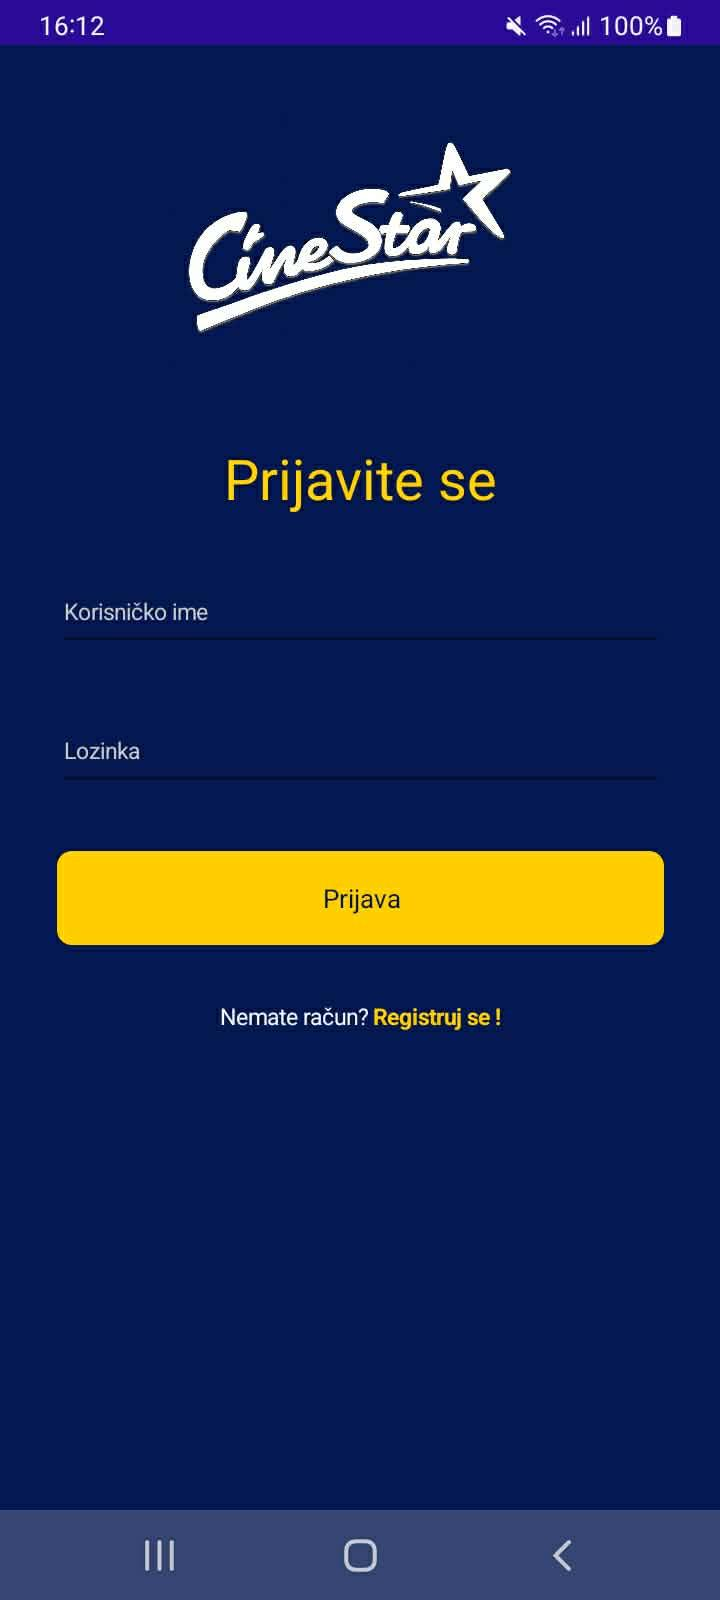 16:12
100%
CineStar
Prijavite se
Korisničko ime
Lozinka
Prijava
Nemate račun? Registruj se !